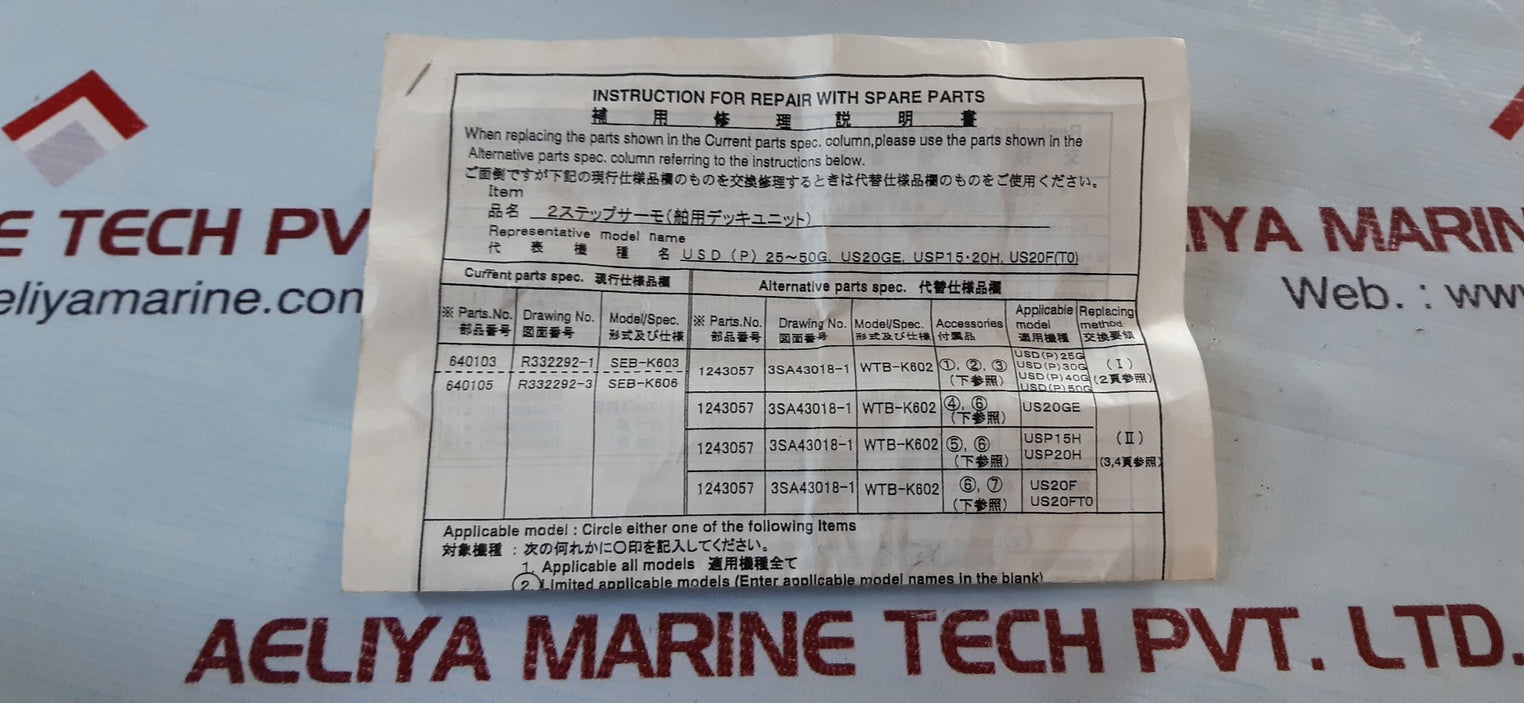 INSTRUCTION FOR REPAIR WITH SPARE PARTS
補用修理説明書
When replacing the parts shown in the Current parts spec. column,please use the parts shown in the
Alternative parts spec. column referring to the instructions below.
ご面倒ですが下記の現行仕様品欄のものを交換修理するときは代替仕様品欄のものをご使用ください。
Item
品名 2ステップサーモ(舶用デッキユニット)
Representative model name
代表機種名 USD (P) 25~50G, US20GE, USP15・20H, US20F(T0)
Current parts spec. 現行仕様品欄 Alternative parts spec. 代替仕様品欄
※ Parts.No. Drawing No. Model/Spec. ※ Parts.No. Drawing No. Model/Spec. Accessories Applicable model Replacing method
部品番号 図面番号 形式及び仕様 部品番号 図面番号 形式及び仕様 付属品 適用機種 交換要領
640103 R332292-1 SEB-K603
640105 R332292-3 SEB-K606
1243057 3SA43018-1 WTB-K602 ①, ②, ③ (下参照) USD(P)25G USD(P)30G USD(P)40G USD(P)50G (I) (2頁参照)
1243057 3SA43018-1 WTB-K602 ④, ⑥ (下参照) US20GE
1243057 3SA43018-1 WTB-K602 ⑤, ⑥ (下参照) USP15H USP20H (II) (3,4頁参照)
1243057 3SA43018-1 WTB-K602 ⑥, ⑦ (下参照) US20F US20FT0
Applicable model : Circle either one of the following Items
対象機種 : 次の何れかに〇印を記入してください。
1. Applicable all models 適用機種全て
2. Limited applicable models (Enter applicable model names in the blank)
E TECH PVT
eliyamarine.com
LIYA MARIN
Web. : www
AELIYA MARINE TECH PVT. LTD.